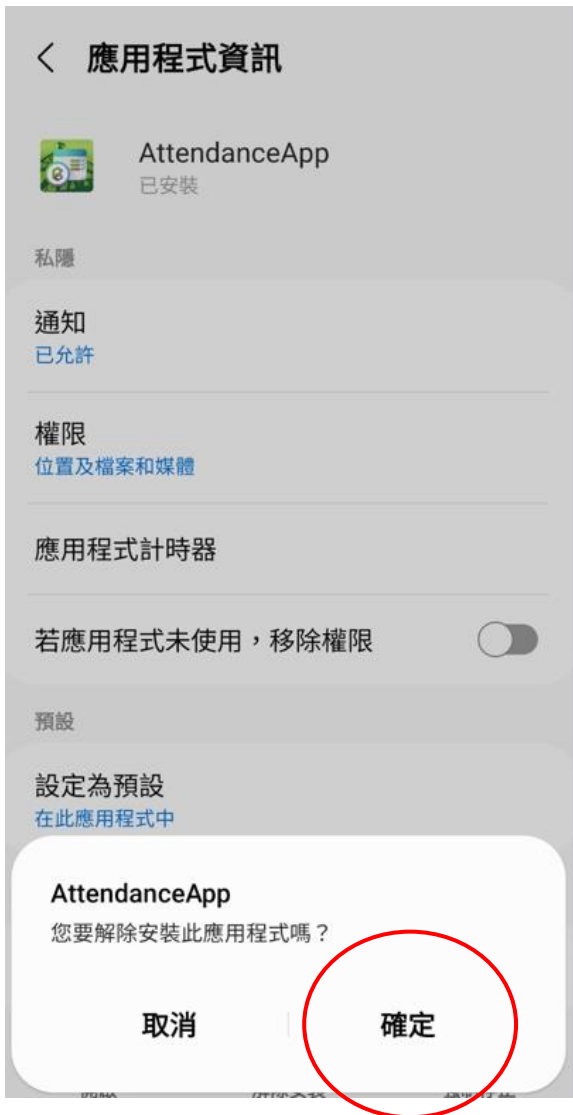 應用程式資訊
AttendanceApp
已安裝
私隱
通知
已允許
權限
位置及檔案和媒體
應用程式計時器
若應用程式未使用，移除權限
預設
設定為預設
在此應用程式中
AttendanceApp
您要解除安裝此應用程式嗎？
取消
確定